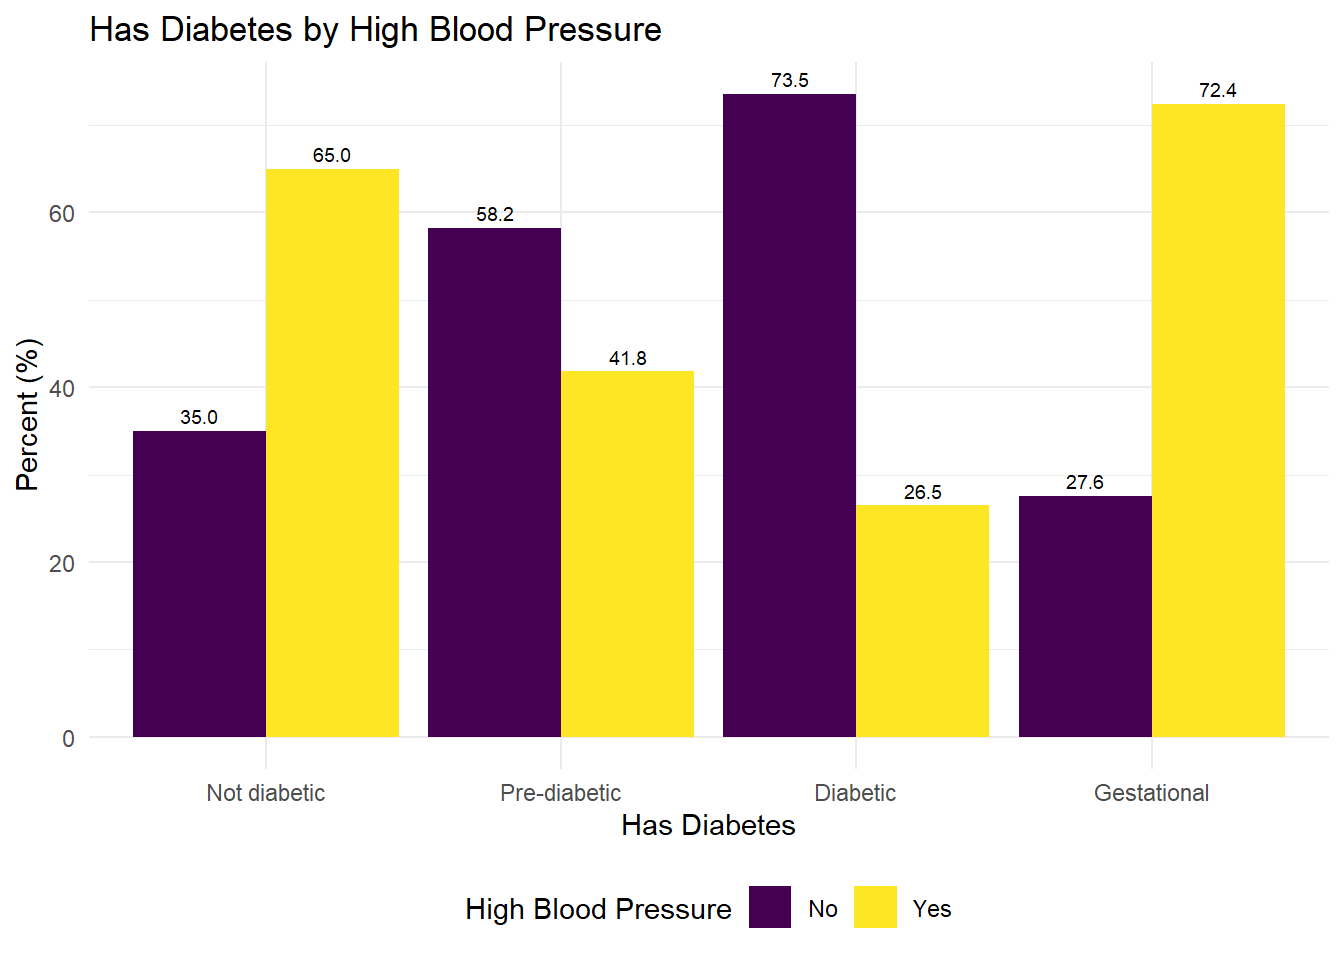 Has Diabetes by High Blood Pressure
Percent (%)
60
40
20
0
35.0
65.0
58.2
41.8
73.5
26.5
27.6
72.4
Not diabetic
Pre-diabetic
Diabetic
Gestational
Has Diabetes
High Blood Pressure No Yes